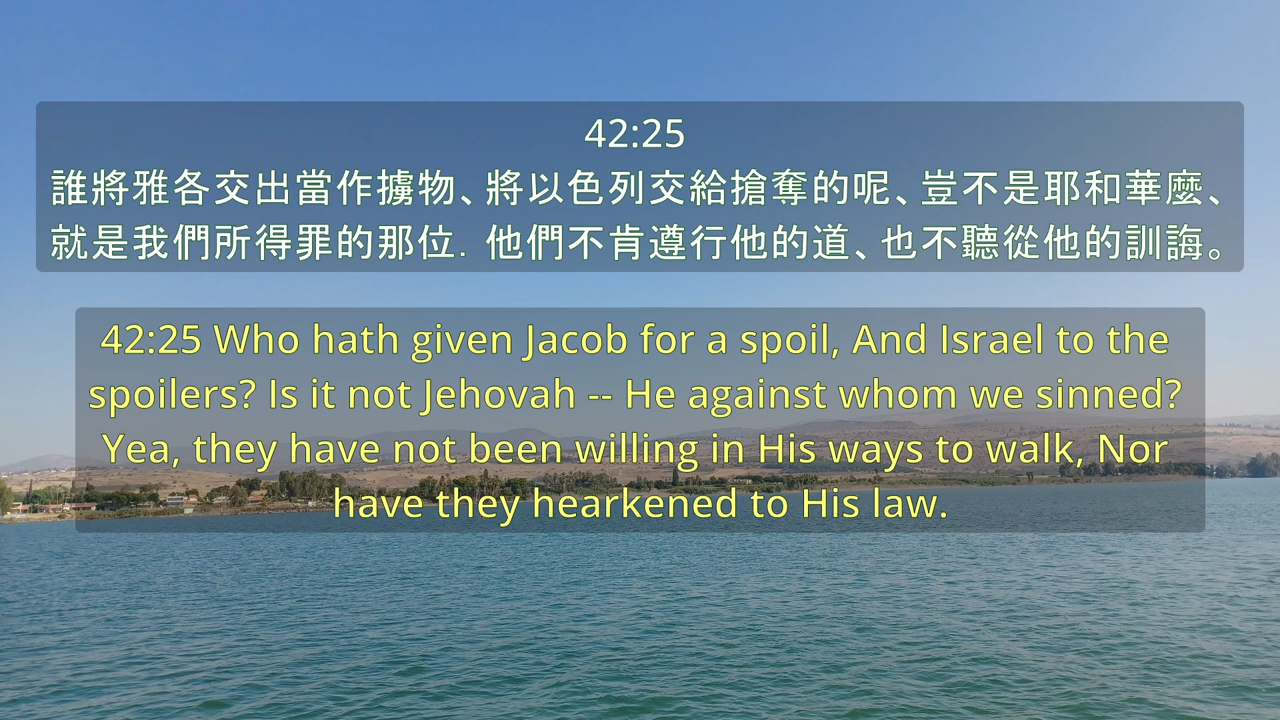 42:25
誰將雅各交出當作擄物、將以色列交給搶奪的呢、豈不是耶和華麼、
就是我們所得罪的那位．他們不肯遵行他的道、也不聽從他的訓誨。
42:25 Who hath given Jacob for a spoil, And Israel to the
spoilers? Is it not Jehovah -- He against whom we sinned?
Yea, they have not been willing in His ways to walk, Nor
have they hearkened to His law.